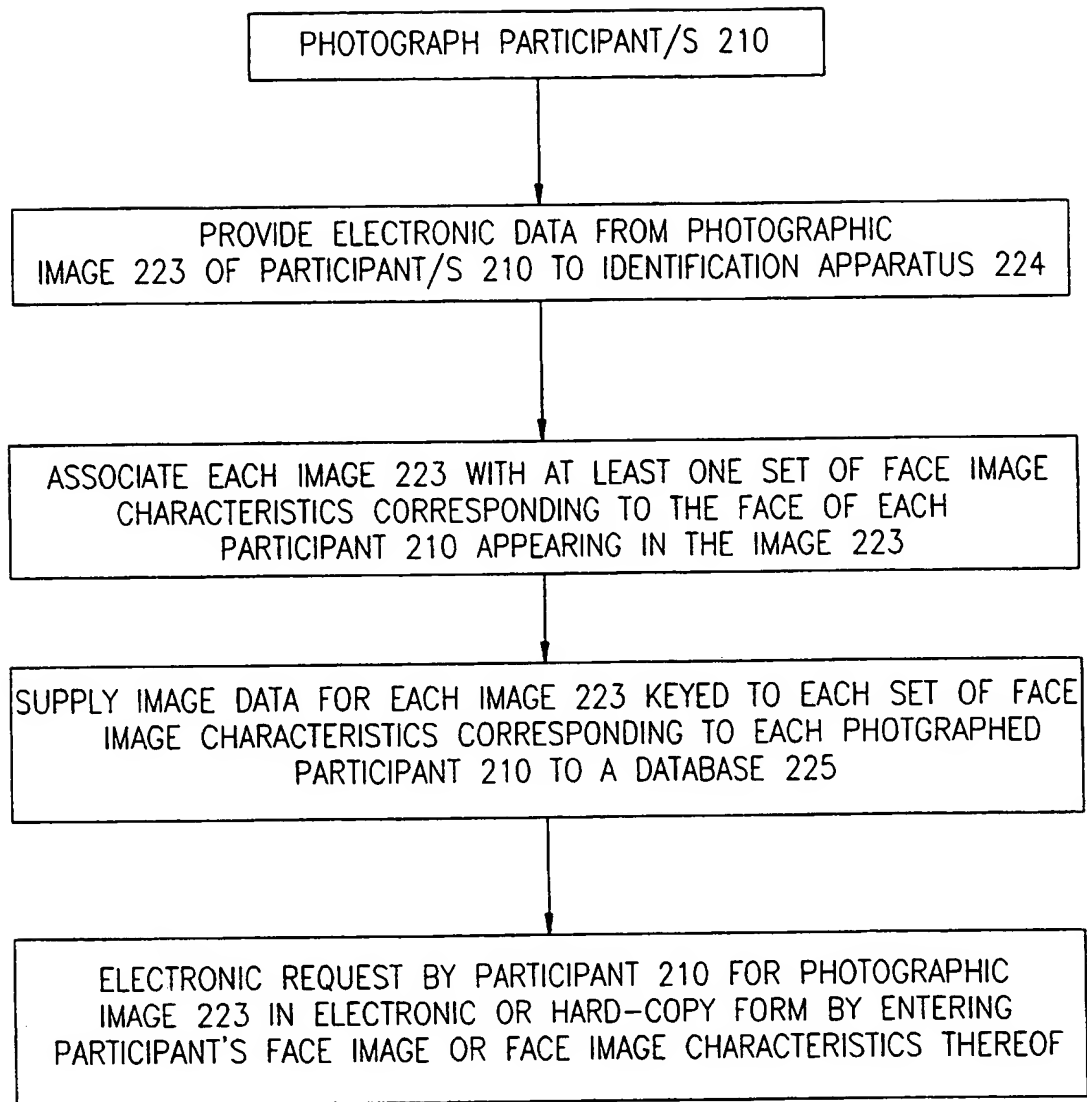 PHOTOGRAPH PARTICIPANT/S 210
PROVIDE ELECTRONIC DATA FROM PHOTOGRAPHIC
IMAGE 223 OF PARTICIPANT/S 210 TO IDENTIFICATION APPARATUS 224
ASSOCIATE EACH IMAGE 223 WITH AT LEAST ONE SET OF FACE IMAGE
CHARACTERISTICS CORRESPONDING TO THE FACE OF EACH
PARTICIPANT 210 APPEARING IN THE IMAGE 223
SUPPLY IMAGE DATA FOR EACH IMAGE 223 KEYED TO EACH SET OF FACE
IMAGE CHARACTERISTICS CORRESPONDING TO EACH PHOTGRAPHED
PARTICIPANT 210 TO A DATABASE 225
ELECTRONIC REQUEST BY PARTICIPANT 210 FOR PHOTOGRAPHIC
IMAGE 223 IN ELECTRONIC OR HARD-COPY FORM BY ENTERING
PARTICIPANT'S FACE IMAGE OR FACE IMAGE CHARACTERISTICS THEREOF